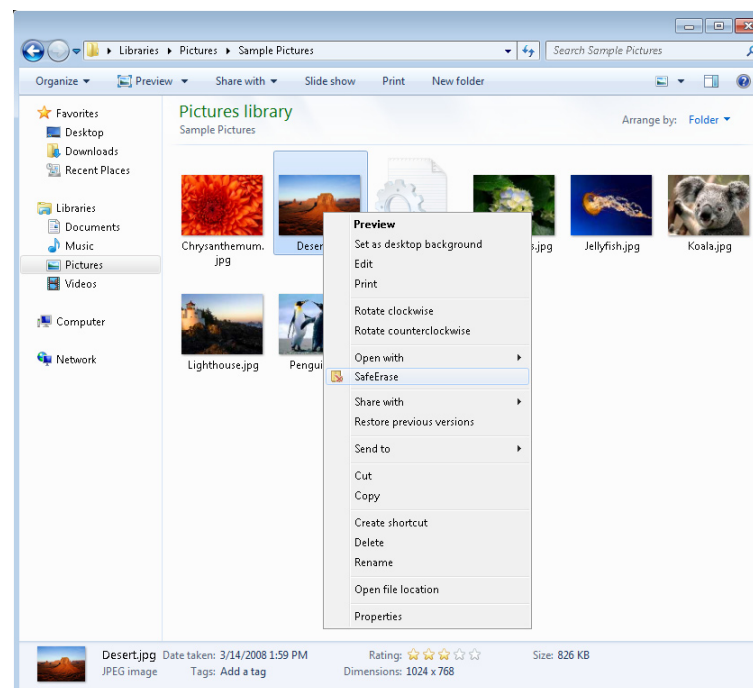 Libraries Pictures Sample Pictures
Search Sample Pictures
Organize Preview Share with Slide show Print New folder
Favorites
Desktop
Downloads
Recent Places
Libraries
Documents
Music
Pictures
Videos
Computer
Network
Pictures library
Sample Pictures
Arrange by: Folder
Chrysanthemum.
jpg
Deser
s.jpg
Jellyfish.jpg
Koala.jpg
Lighthouse.jpg
Pengui
Preview
Set as desktop background
Edit
Print
Rotate clockwise
Rotate counterclockwise
Open with
SafeErase
Share with
Restore previous versions
Send to
Cut
Copy
Create shortcut
Delete
Rename
Open file location
Properties
Desert.jpg Date taken: 3/14/2008 1:59 PM Rating: Size: 826 KB
JPEG image Tags: Add a tag Dimensions: 1024 x 768